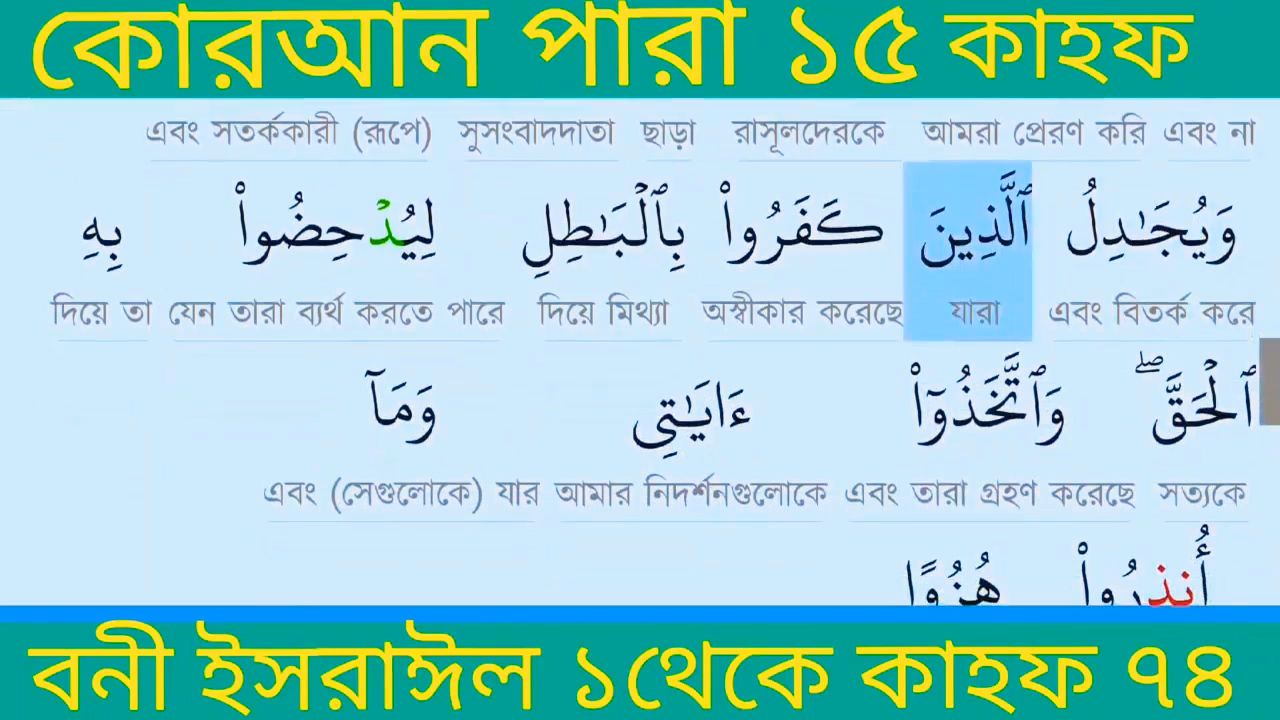 কোরআন পারা ১৫ কাহফ
এবং সতর্ককারী (রূপে) সুসংবাদদাতা ছাড়া রাসূলদেরকে আমরা প্রেরণ করি এবং না
وَيُجَـٰدِلُ ٱلَّذِينَ كَفَرُوا۟ بِٱلْبَـٰطِلِ لِيُدْحِضُوا۟ بِهِ
দিয়ে তা যেন তারা ব্যর্থ করতে পারে দিয়ে মিথ্যা অস্বীকার করেছে যারা এবং বিতর্ক করে
ٱلْحَقَّ ۖ وَٱتَّخَذُوٓا۟ ءَايَـٰتِى وَمَآ
এবং (সেগুলোকে) যার আমার নিদর্শনগুলোকে এবং তারা গ্রহণ করেছে সত্যকে
أُنذِرُوا۟ هُزُوًا
বনী ইসরাঈল ১থেকে কাহফ ৭৪